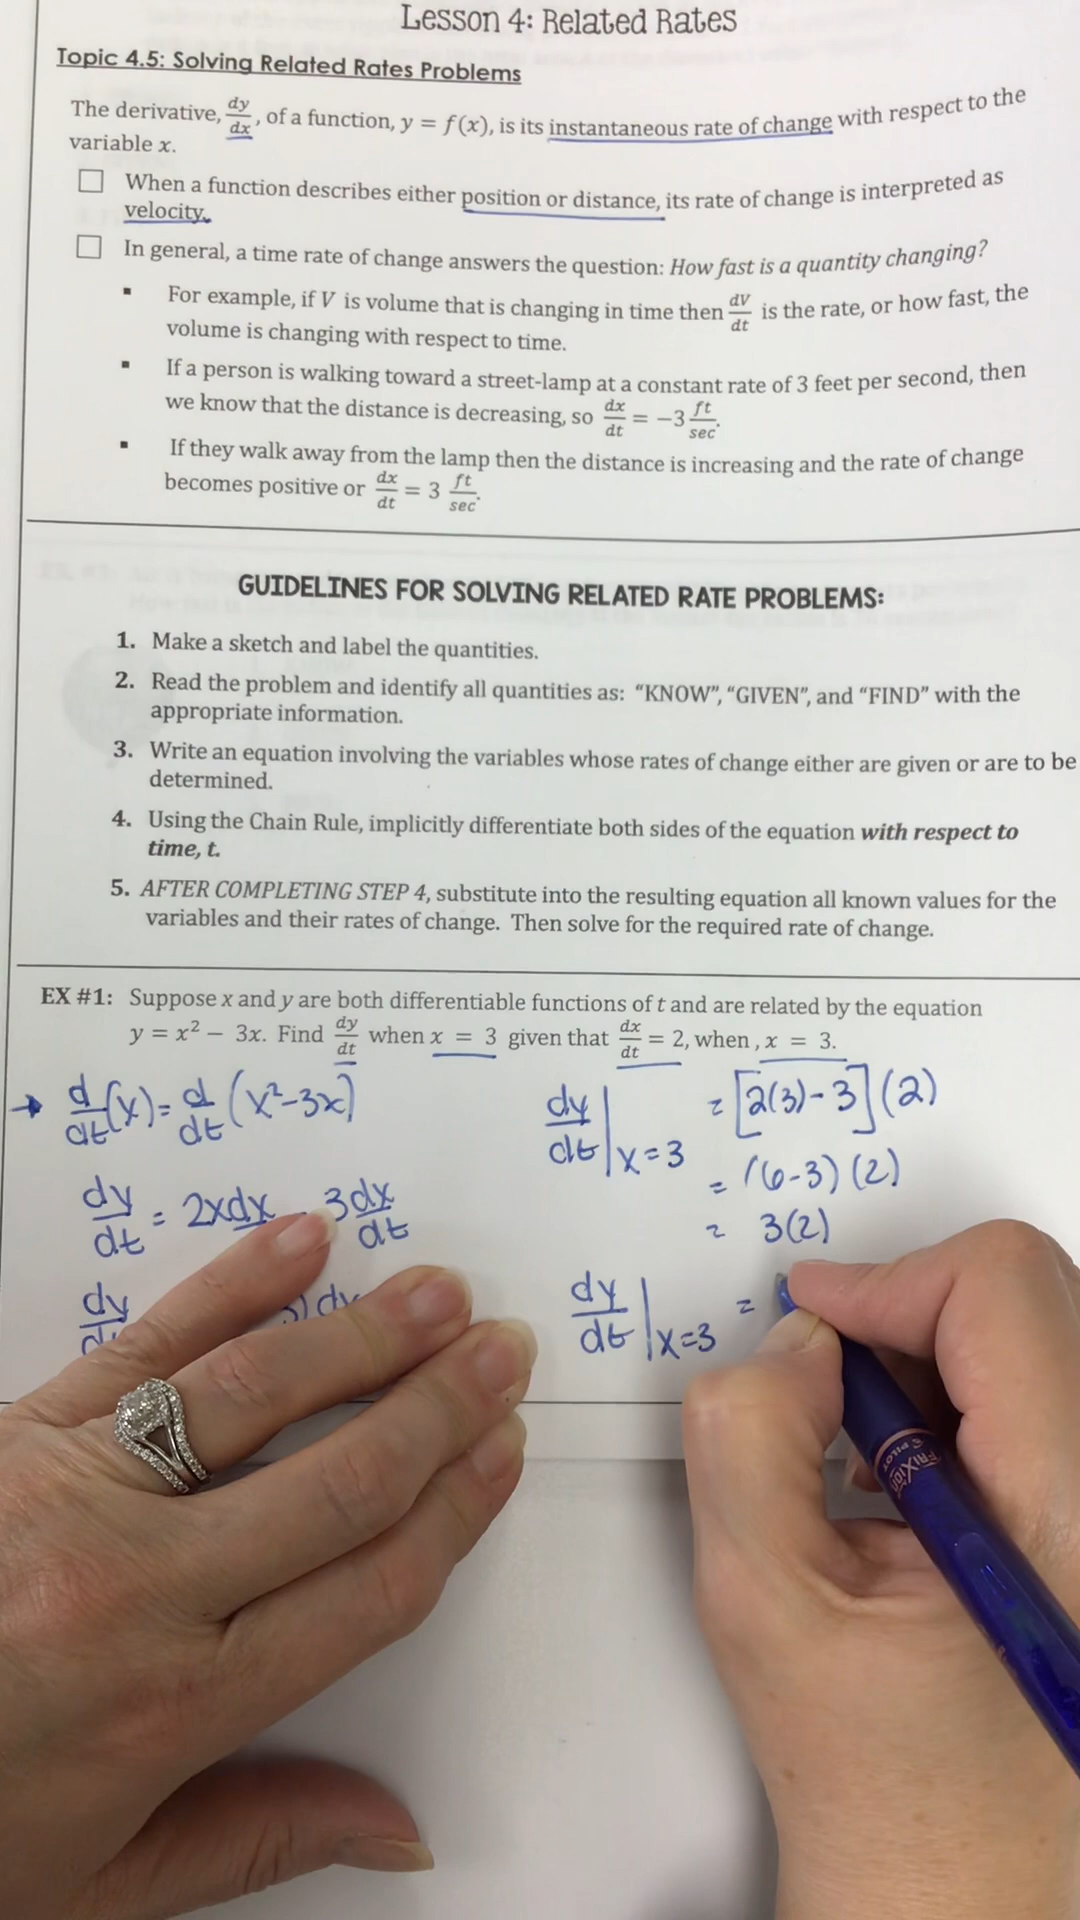 Lesson 4: Related Rates
Topic 4.5: Solving Related Rates Problems
The derivative, dy/dx, of a function, y = f(x), is its instantaneous rate of change with respect to the
variable x.
☐ When a function describes either position or distance, its rate of change is interpreted as
velocity.
☐ In general, a time rate of change answers the question: How fast is a quantity changing?
▪ For example, if V is volume that is changing in time then dV/dt is the rate, or how fast, the
volume is changing with respect to time.
▪ If a person is walking toward a street-lamp at a constant rate of 3 feet per second, then
we know that the distance is decreasing, so dx/dt = −3 ft/sec.
▪ If they walk away from the lamp then the distance is increasing and the rate of change
becomes positive or dx/dt = 3 ft/sec.
GUIDELINES FOR SOLVING RELATED RATE PROBLEMS:
1. Make a sketch and label the quantities.
2. Read the problem and identify all quantities as: "KNOW", "GIVEN", and "FIND" with the
appropriate information.
3. Write an equation involving the variables whose rates of change either are given or are to be
determined.
4. Using the Chain Rule, implicitly differentiate both sides of the equation with respect to
time, t.
5. AFTER COMPLETING STEP 4, substitute into the resulting equation all known values for the
variables and their rates of change. Then solve for the required rate of change.
EX #1: Suppose x and y are both differentiable functions of t and are related by the equation
y = x² − 3x. Find dy/dt when x = 3 given that dx/dt = 2, when , x = 3.
→ d/dt(y) = d/dt(x²-3x)
dy/dt = 2x dx - 3 dx/dt
dy
dy/dt|x=3 = [2(3)-3](2)
= (6-3)(2)
= 3(2)
dy/dt|x=3 =
FRIXION
PILOT